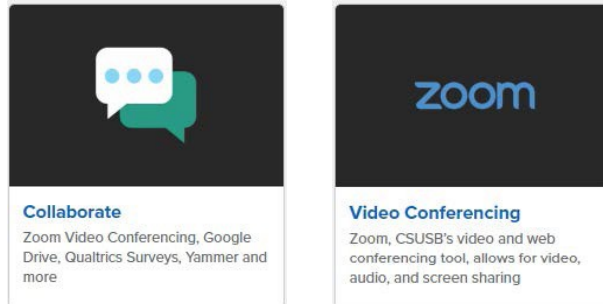 Collaborate
Zoom Video Conferencing, Google
Drive, Qualtrics Surveys, Yammer and
more
zoom
Video Conferencing
Zoom, CSUSB's video and web
conferencing tool, allows for video,
audio, and screen sharing